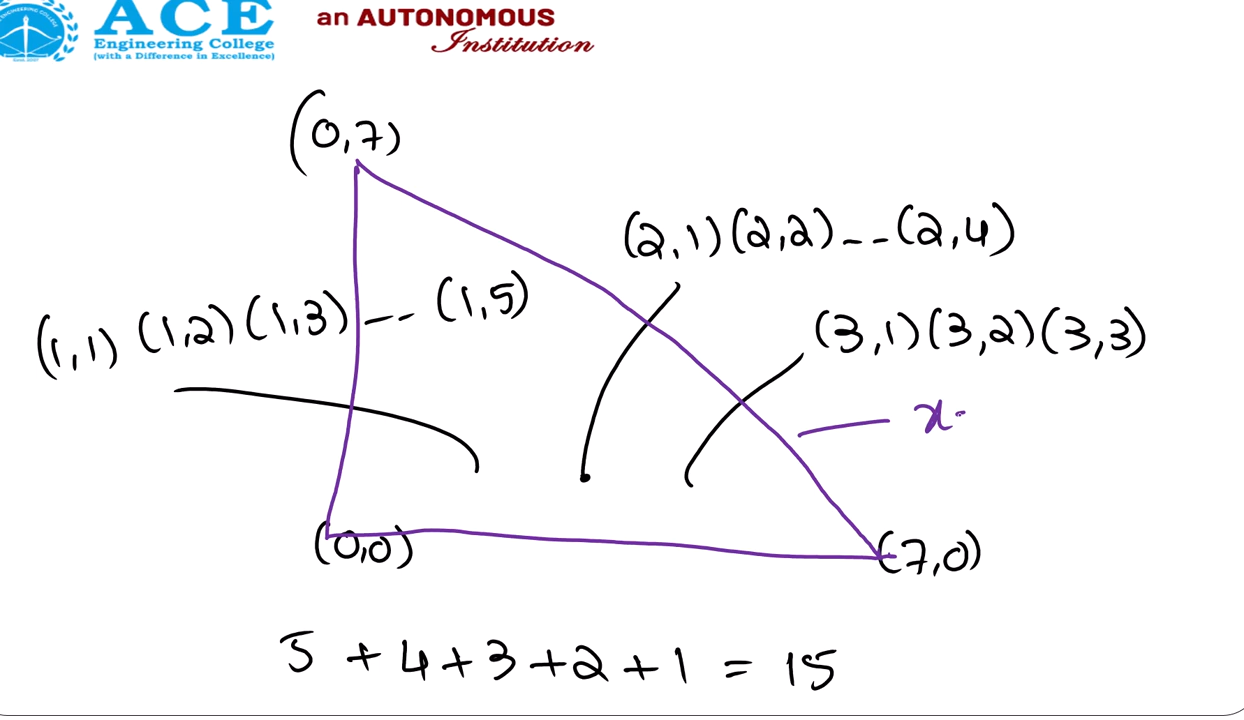 ACE
Engineering College
(with a Difference in Excellence)
an AUTONOMOUS
Institution
(0,7)
(2,1)(2,2)--(2,4)
(1,1) (1,2)(1,3)-- (1,5)
(3,1)(3,2)(3,3)
x
(0,0)
(7,0)
5 + 4 + 3 + 2 + 1 = 15